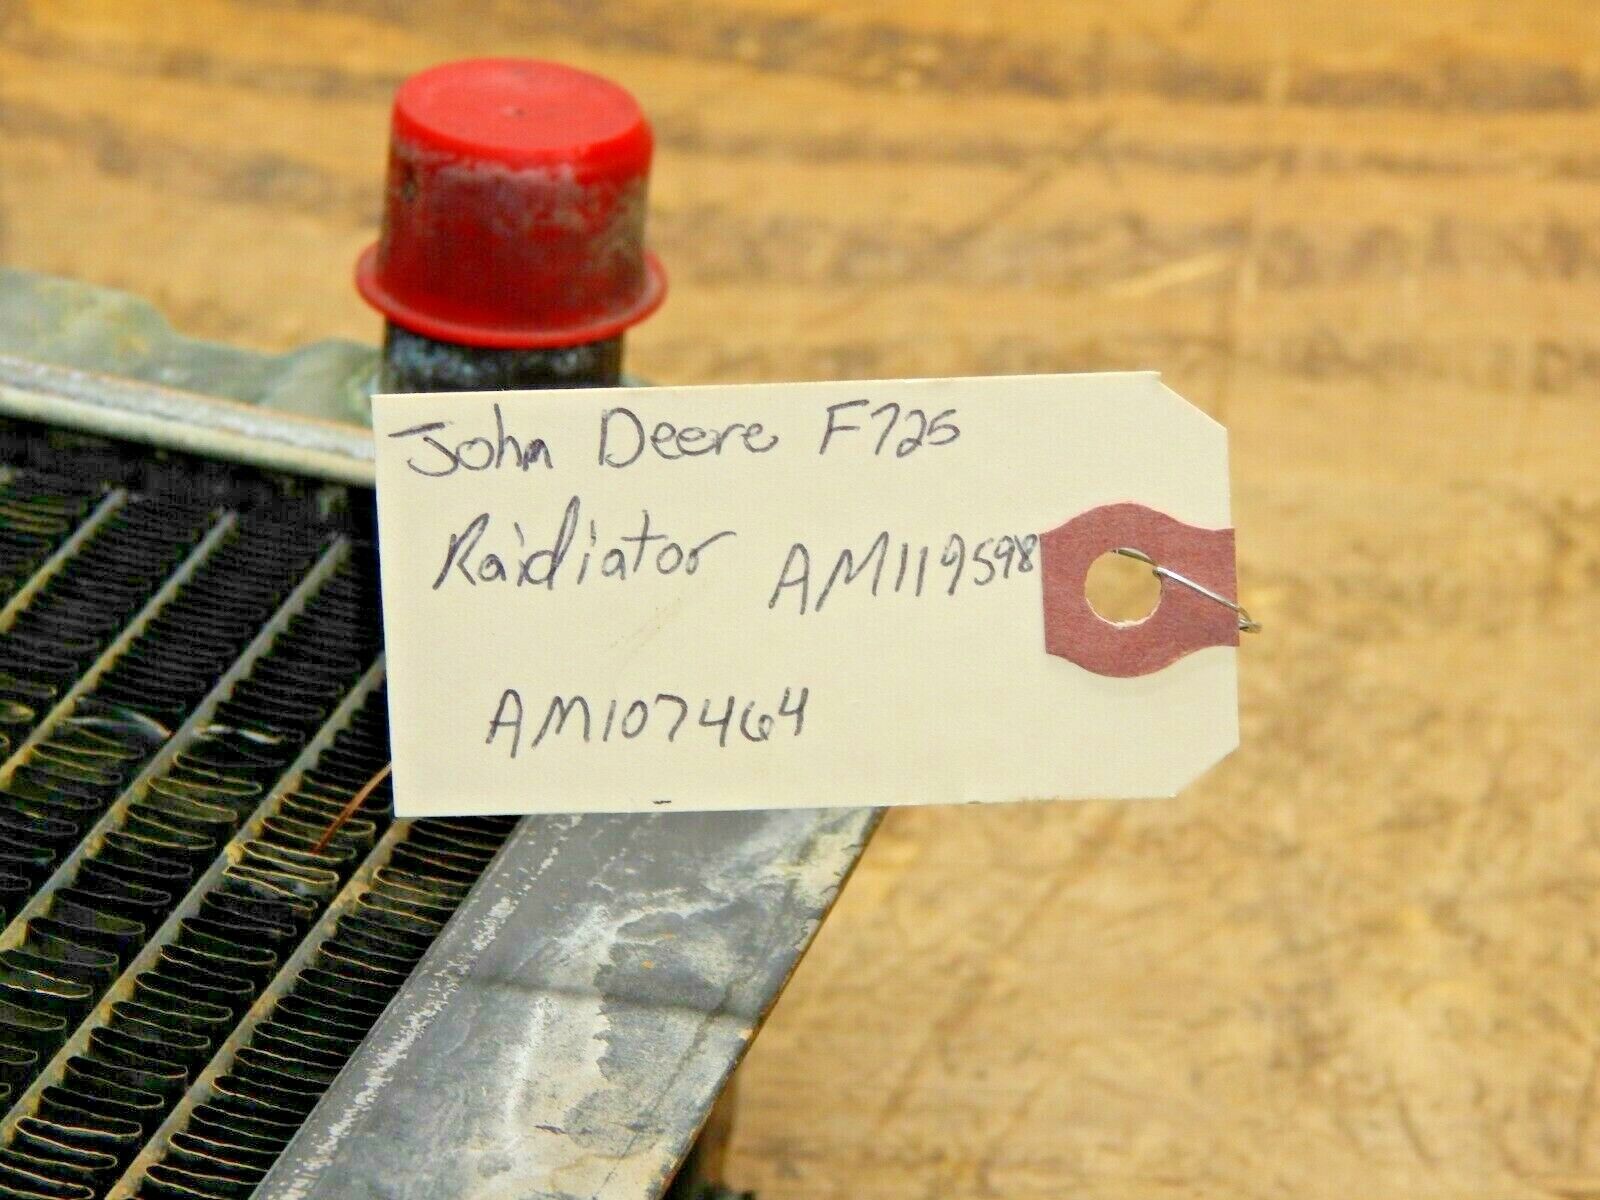 John Deere F725
Raidiator AM119598
AM107464